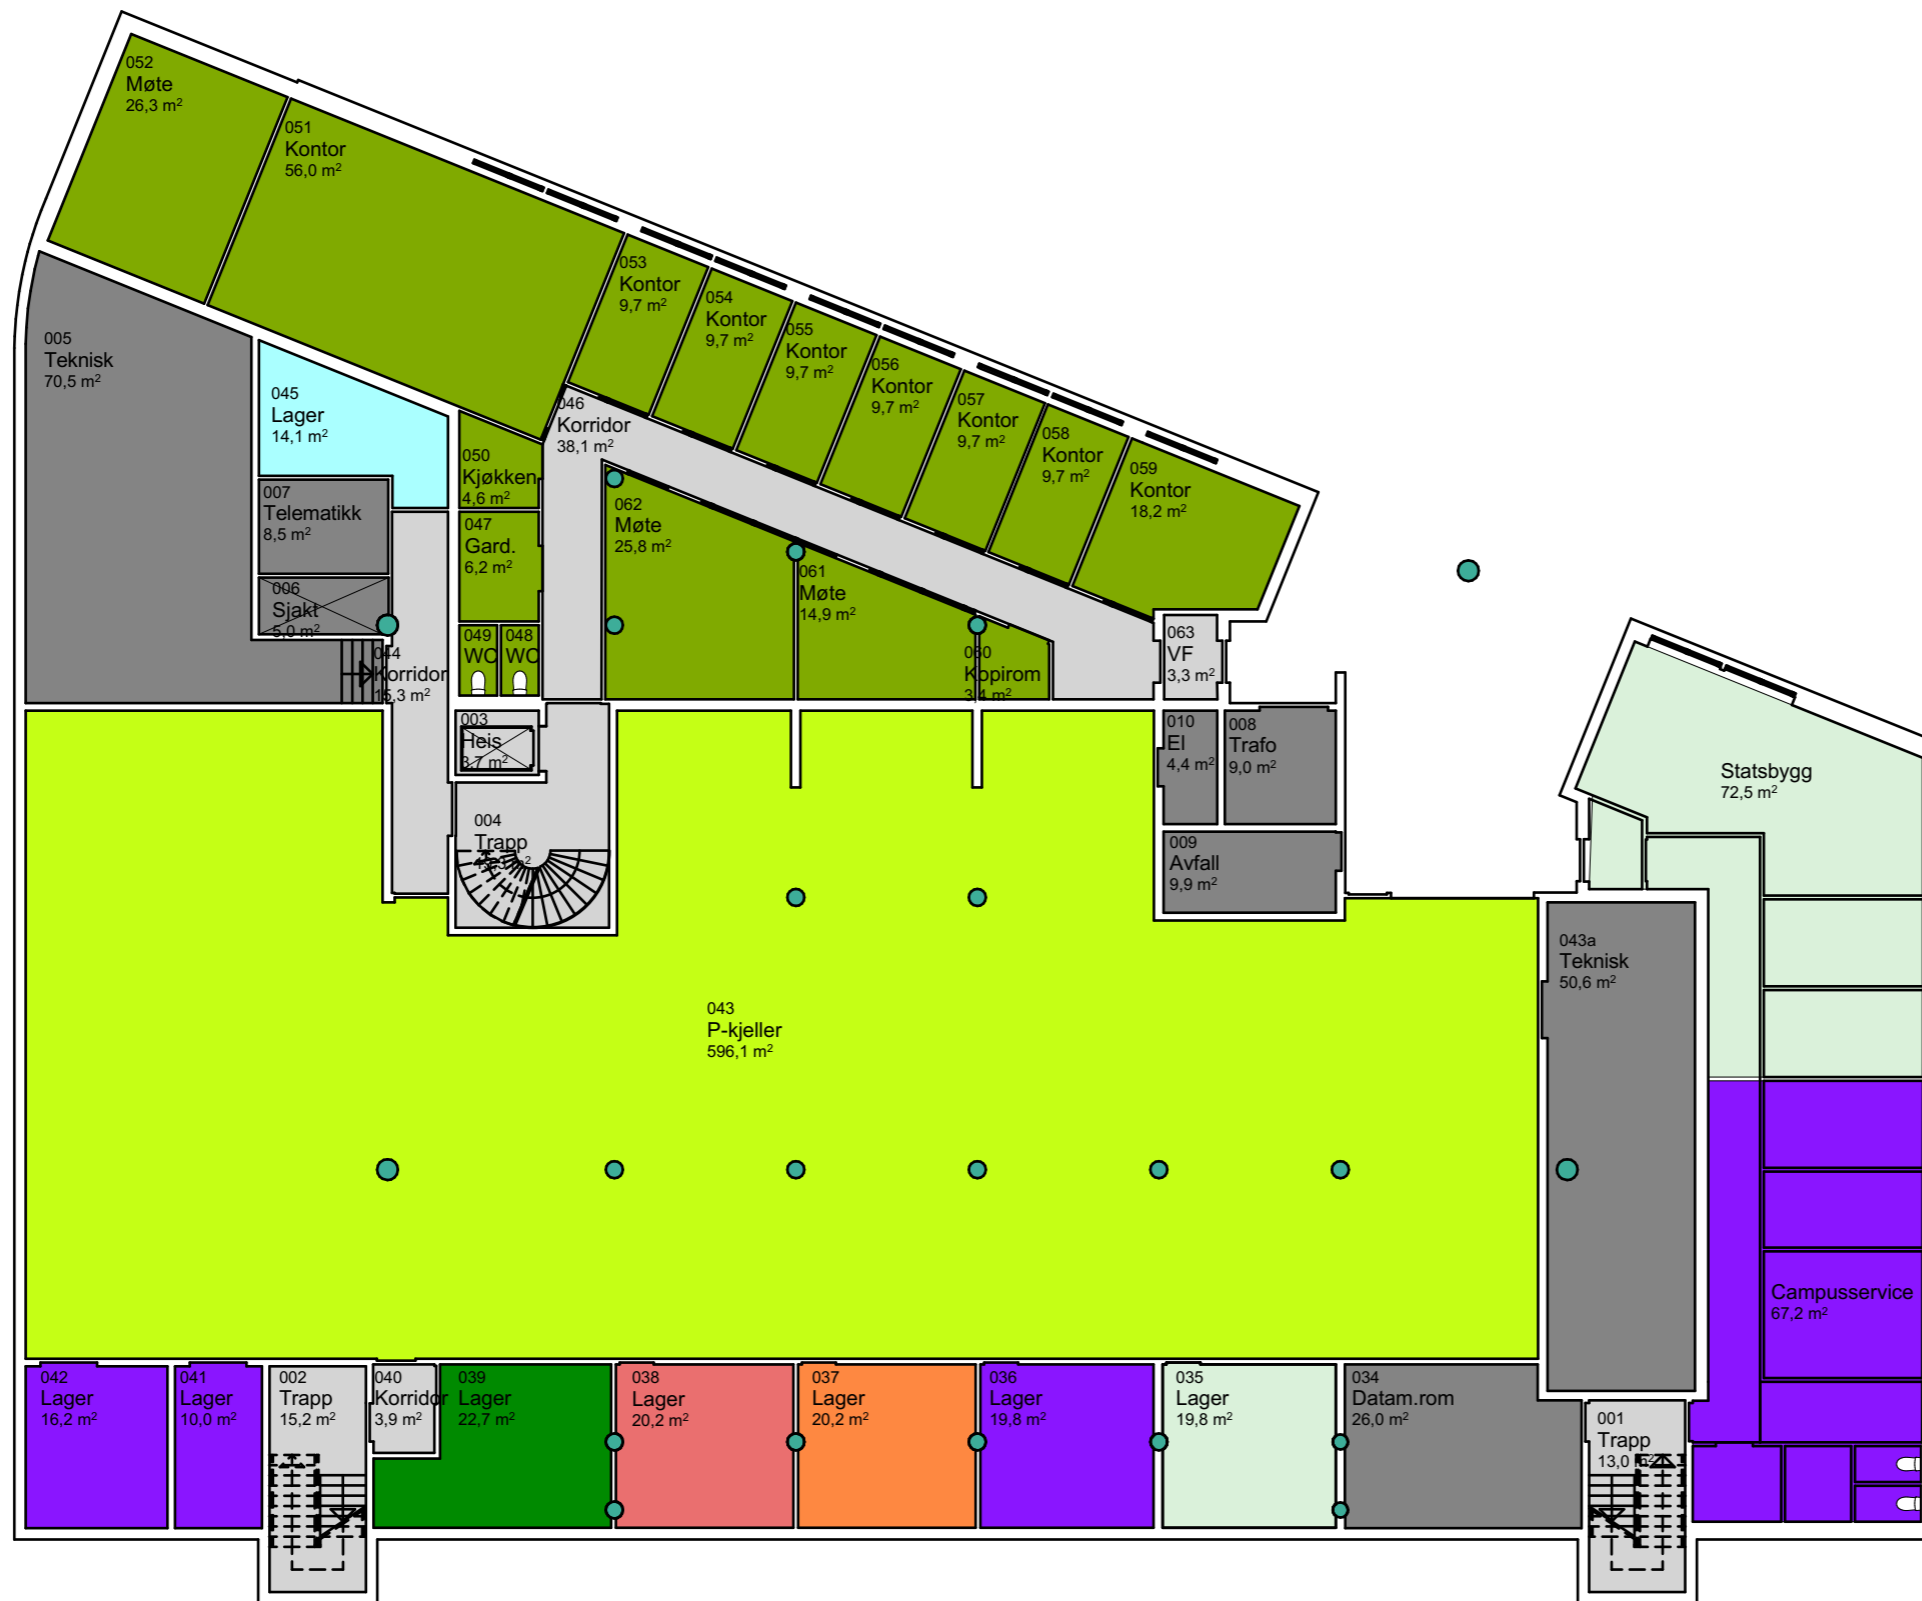 052
Møte
26,3 m²
051
Kontor
56,0 m²
053
Kontor
9,7 m²
054
Kontor
9,7 m²
055
Kontor
9,7 m²
056
Kontor
9,7 m²
057
Kontor
9,7 m²
058
Kontor
9,7 m²
059
Kontor
18,2 m²
005
Teknisk
70,5 m²
045
Lager
14,1 m²
046
Korridor
38,1 m²
050
Kjøkken
4,6 m²
007
Telematikk
8,5 m²
047
Gard.
6,2 m²
062
Møte
25,8 m²
061
Møte
14,9 m²
006
Sjakt
5,0 m²
049
WC
048
WC
044
Korridor
15,3 m²
060
Kopirom
3,4 m²
063
VF
3,3 m²
003
Heis
3,7 m²
010
El
4,4 m²
008
Trafo
9,0 m²
004
Trapp
009
Avfall
9,9 m²
Statsbygg
72,5 m²
043a
Teknisk
50,6 m²
043
P-kjeller
596,1 m²
Campusservice
67,2 m²
042
Lager
16,2 m²
041
Lager
10,0 m²
002
Trapp
15,2 m²
040
Korridor
3,9 m²
039
Lager
22,7 m²
038
Lager
20,2 m²
037
Lager
20,2 m²
036
Lager
19,8 m²
035
Lager
19,8 m²
034
Datam.rom
26,0 m²
001
Trapp
13,0 m²